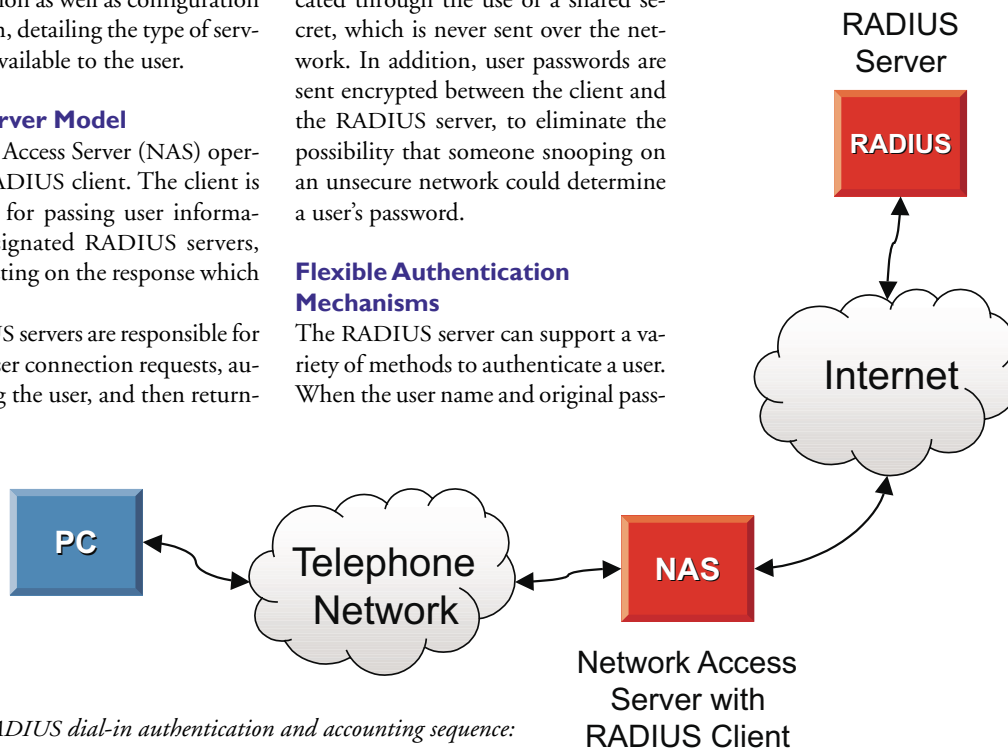 ion as well as configuration
n, detailing the type of serv-
vailable to the user.
rver Model
Access Server (NAS) oper-
ADIUS client. The client is
for passing user informa-
signated RADIUS servers,
ting on the response which
US servers are responsible for
ser connection requests, au-
g the user, and then return-
cated through the use of a shared se-
cret, which is never sent over the net-
work. In addition, user passwords are
sent encrypted between the client and
the RADIUS server, to eliminate the
possibility that someone snooping on
an unsecure network could determine
a user's password.
Flexible Authentication
Mechanisms
The RADIUS server can support a va-
riety of methods to authenticate a user.
When the user name and original pass-
RADIUS
Server
RADIUS
Internet
PC
Telephone
Network
NAS
Network Access
Server with
RADIUS Client
ADIUS dial-in authentication and accounting sequence: